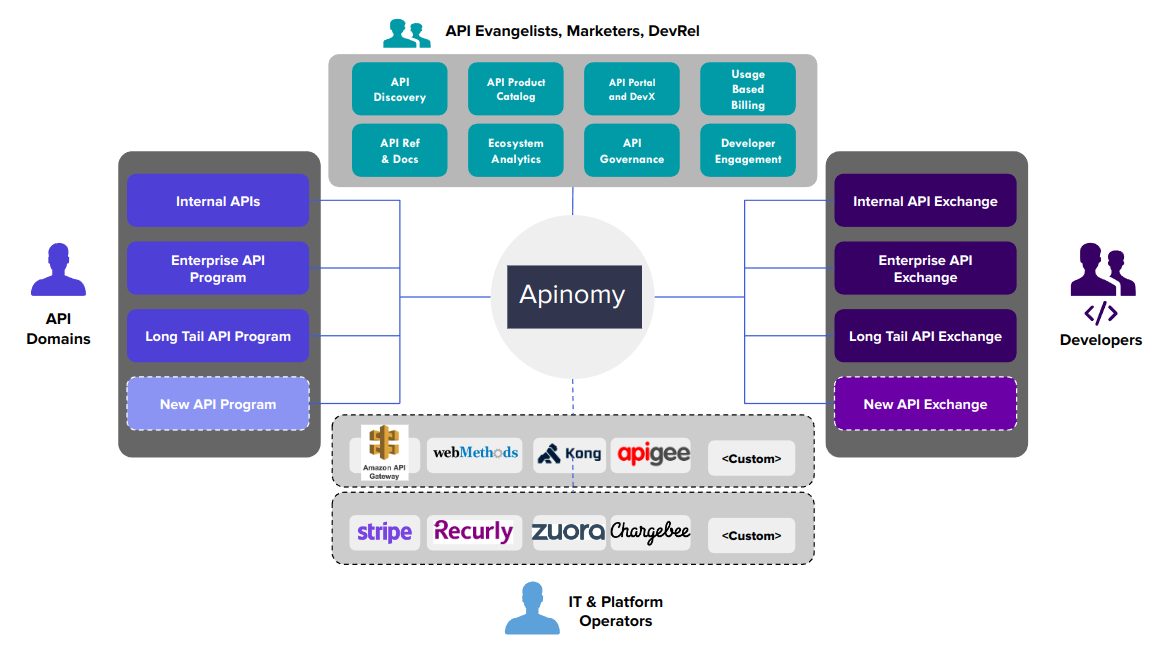 API Evangelists, Marketers, DevRel
API
Discovery
API Product
Catalog
API Portal
and DevX
Usage
Based
Billing
API Ref
& Docs
Ecosystem
Analytics
API
Governance
Developer
Engagement
API
Domains
Internal APIs
Enterprise API
Program
Long Tail API Program
New API Program
Apinomy
Internal API Exchange
Enterprise API
Exchange
Long Tail API Exchange
New API Exchange
</>
Developers
Amazon API
Gateway
webMethods
Kong
apigee
<Custom>
stripe
Recurly
zuora
Chargebee
<Custom>
IT & Platform
Operators